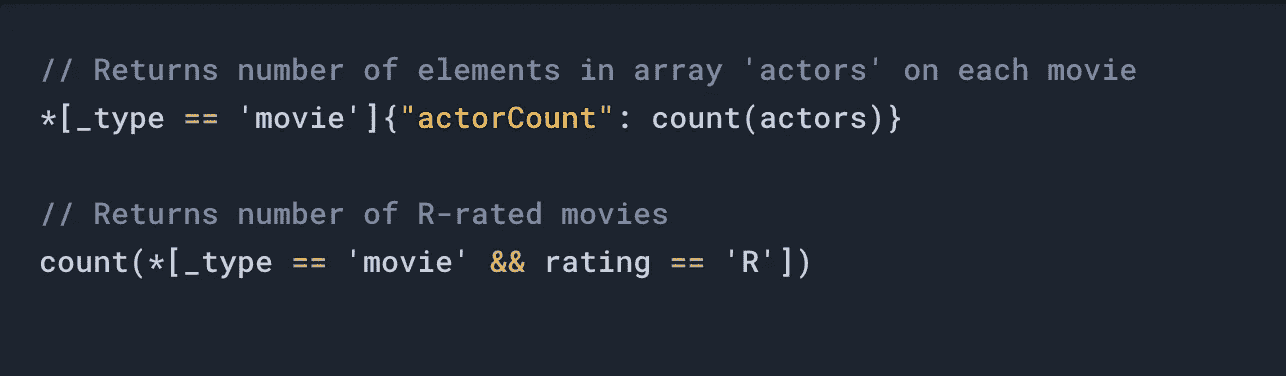 // Returns number of elements in array 'actors' on each movie
*[_type == 'movie']{"actorCount": count(actors)}
// Returns number of R-rated movies
count(*[_type == 'movie' && rating == 'R'])